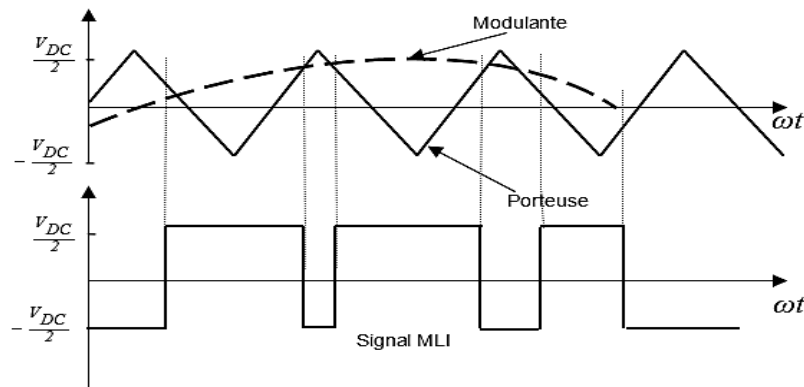 Modulante
V_DC
2
ωt
- V_DC
2
Porteuse
V_DC
2
ωt
- V_DC
2
Signal MLI